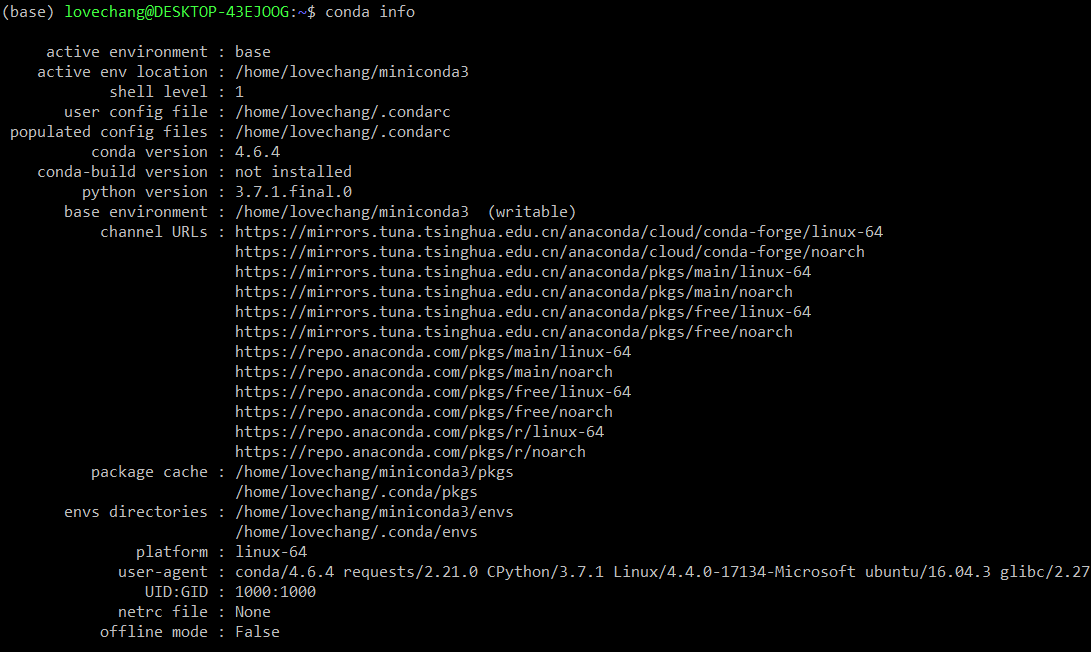 (base) lovechang@DESKTOP-43EJOOG:~$ conda info
active environment : base
active env location : /home/lovechang/miniconda3
shell level : 1
user config file : /home/lovechang/.condarc
populated config files : /home/lovechang/.condarc
conda version : 4.6.4
conda-build version : not installed
python version : 3.7.1.final.0
base environment : /home/lovechang/miniconda3  (writable)
channel URLs : https://mirrors.tuna.tsinghua.edu.cn/anaconda/cloud/conda-forge/linux-64
https://mirrors.tuna.tsinghua.edu.cn/anaconda/cloud/conda-forge/noarch
https://mirrors.tuna.tsinghua.edu.cn/anaconda/pkgs/main/linux-64
https://mirrors.tuna.tsinghua.edu.cn/anaconda/pkgs/main/noarch
https://mirrors.tuna.tsinghua.edu.cn/anaconda/pkgs/free/linux-64
https://mirrors.tuna.tsinghua.edu.cn/anaconda/pkgs/free/noarch
https://repo.anaconda.com/pkgs/main/linux-64
https://repo.anaconda.com/pkgs/main/noarch
https://repo.anaconda.com/pkgs/free/linux-64
https://repo.anaconda.com/pkgs/free/noarch
https://repo.anaconda.com/pkgs/r/linux-64
https://repo.anaconda.com/pkgs/r/noarch
package cache : /home/lovechang/miniconda3/pkgs
/home/lovechang/.conda/pkgs
envs directories : /home/lovechang/miniconda3/envs
/home/lovechang/.conda/envs
platform : linux-64
user-agent : conda/4.6.4 requests/2.21.0 CPython/3.7.1 Linux/4.4.0-17134-Microsoft ubuntu/16.04.3 glibc/2.27
UID:GID : 1000:1000
netrc file : None
offline mode : False